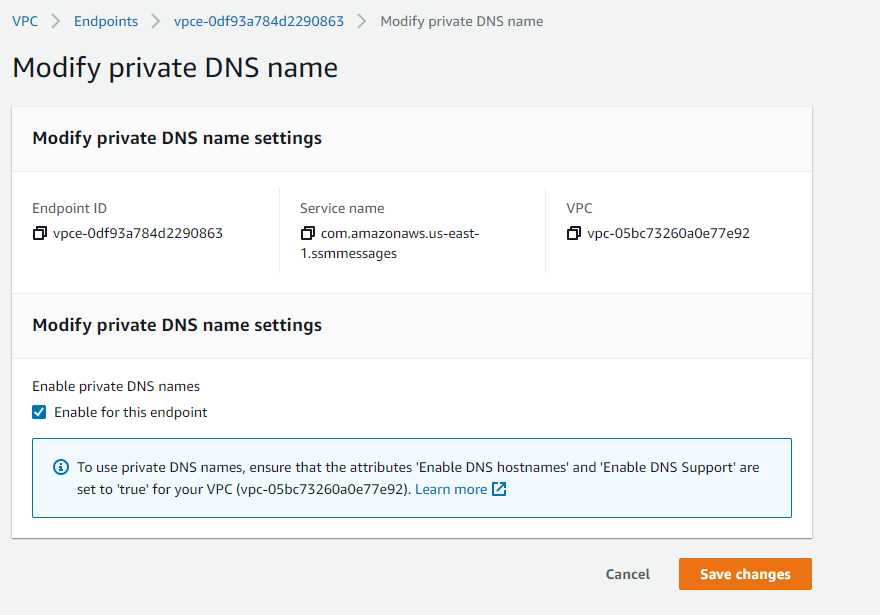 VPC > Endpoints > vpce-0df93a784d2290863 > Modify private DNS name
Modify private DNS name
Modify private DNS name settings
Endpoint ID
vpce-0df93a784d2290863
Service name
com.amazonaws.us-east-
1.ssmmessages
VPC
vpc-05bc73260a0e77e92
Modify private DNS name settings
Enable private DNS names
Enable for this endpoint
To use private DNS names, ensure that the attributes 'Enable DNS hostnames' and 'Enable DNS Support' are
set to 'true' for your VPC (vpc-05bc73260a0e77e92). Learn more
Cancel
Save changes